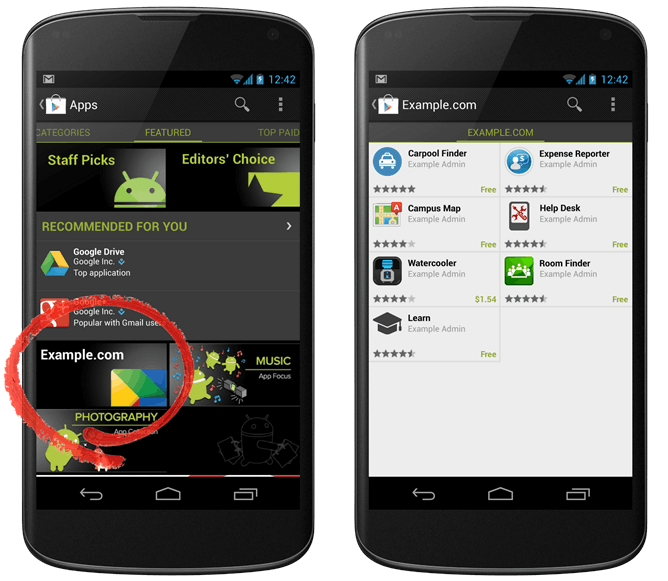 12:42
Apps
CATEGORIES FEATURED TOP PAID
Staff Picks
Editors' Choice
RECOMMENDED FOR YOU
Google Drive
Google Inc.
Top application
Google+
Google Inc.
Popular with Gmail users
Example.com
MUSIC
App Focus
PHOTOGRAPHY
App Collection
12:42
Example.com
EXAMPLE.COM
Carpool Finder
Free
Expense Reporter
Example Admin
Free
Campus Map
Example Admin
Free
Help Desk
Example Admin
Free
Watercooler
Example Admin
$1.54
Room Finder
Example Admin
Free
Learn
Example Admin
Free